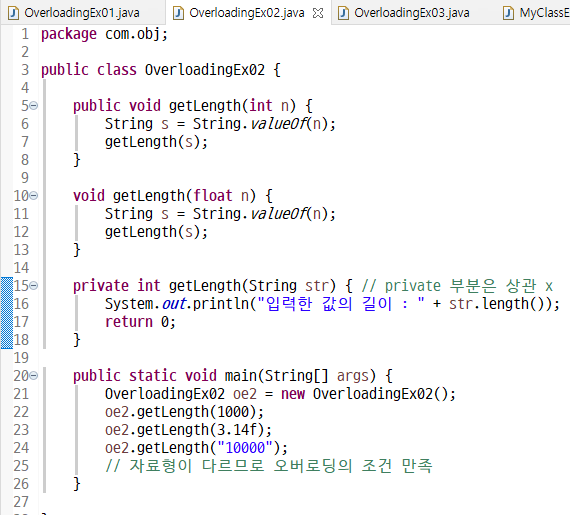 OverloadingEx01.java OverloadingEx02.java OverloadingEx03.java MyClassE
1 package com.obj;
2
3 public class OverloadingEx02 {
4
5 public void getLength(int n) {
6 String s = String.valueOf(n);
7 getLength(s);
8 }
9
10 void getLength(float n) {
11 String s = String.valueOf(n);
12 getLength(s);
13 }
14
15 private int getLength(String str) { // private 부분은 상관 x
16 System.out.println("입력한 값의 길이 : " + str.length());
17 return 0;
18 }
19
20 public static void main(String[] args) {
21 OverloadingEx02 oe2 = new OverloadingEx02();
22 oe2.getLength(1000);
23 oe2.getLength(3.14f);
24 oe2.getLength("10000");
25 // 자료형이 다르므로 오버로딩의 조건 만족
26 }
27